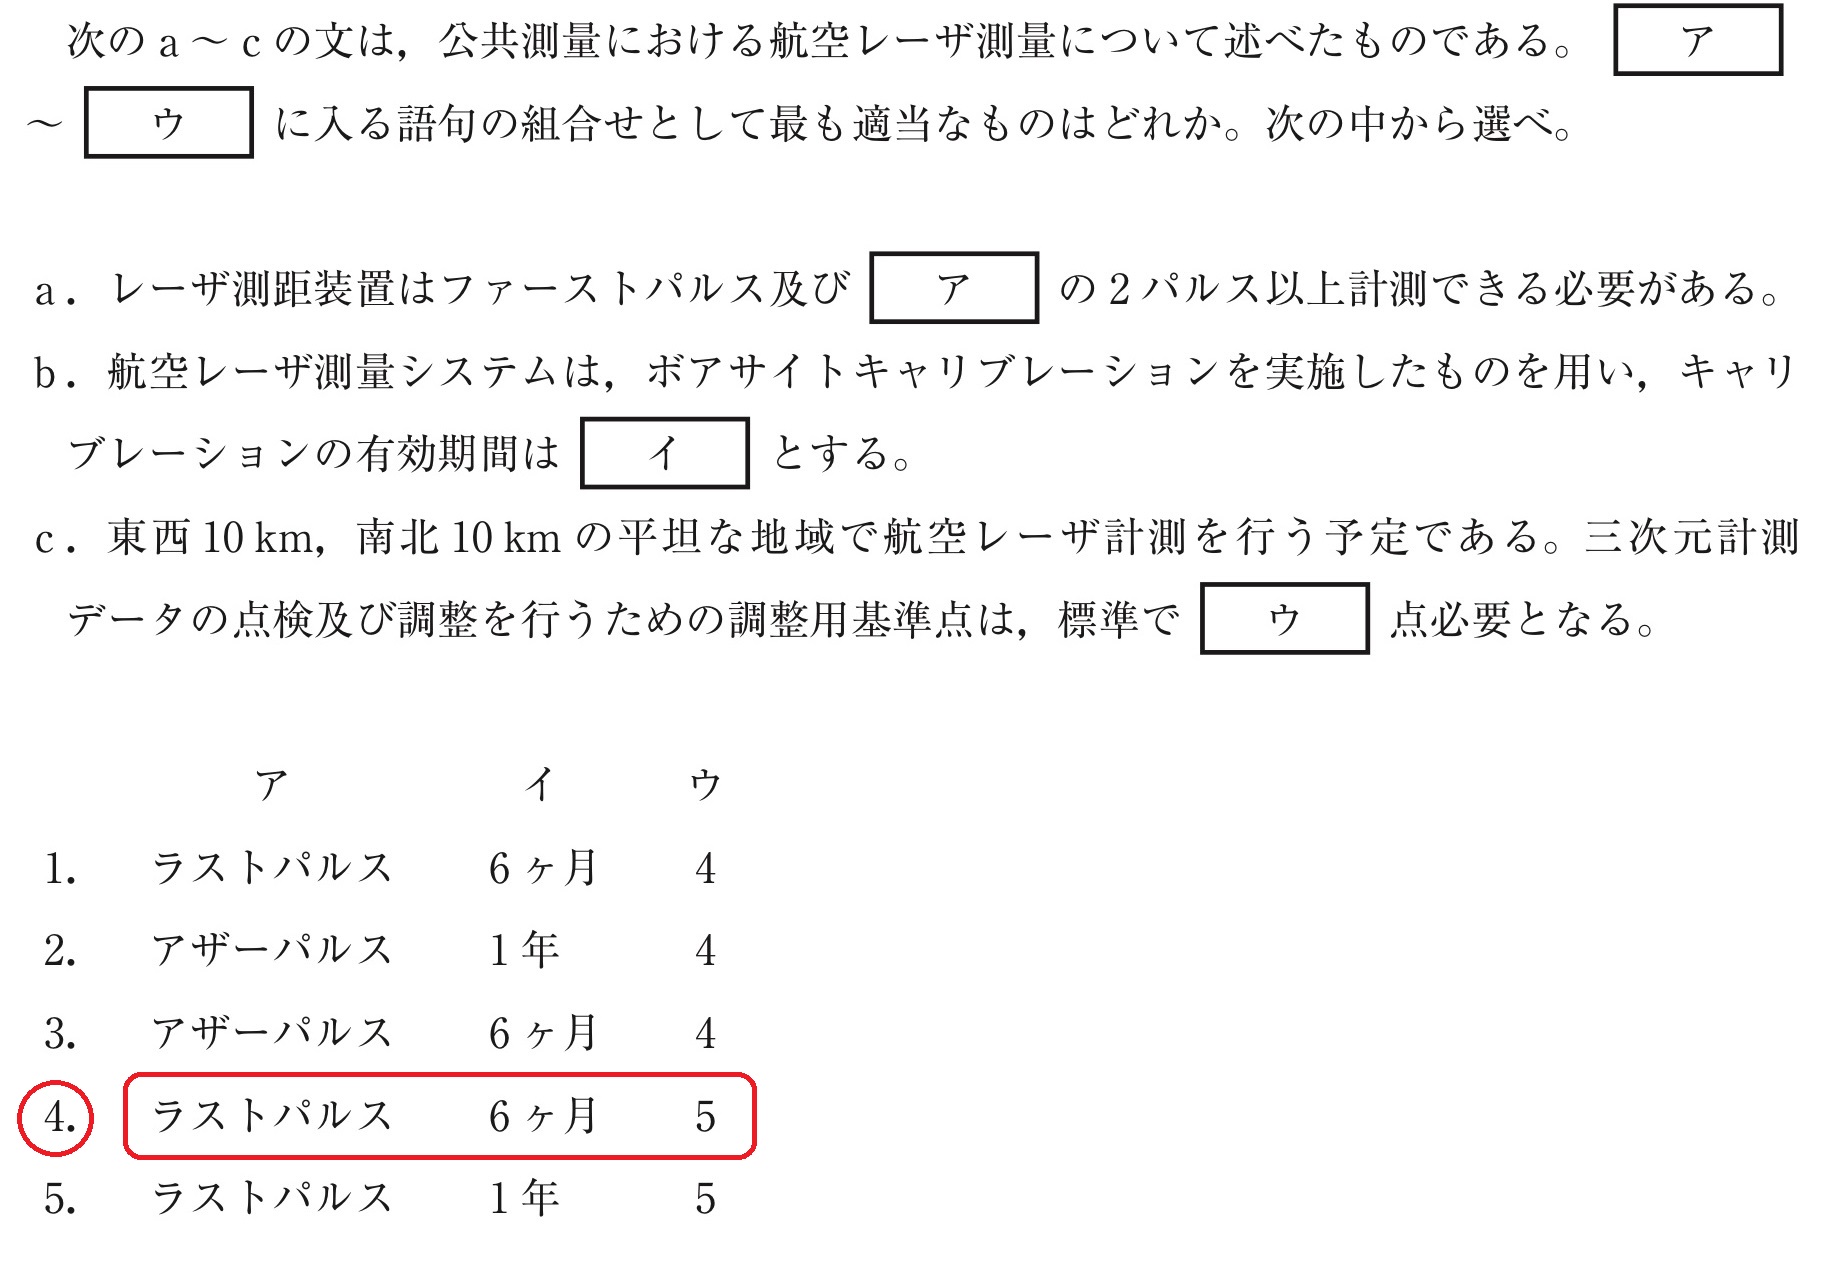 次の a ~ c の文は，公共測量における航空レーザ測量について述べたものである。 ア
~ ウ に入る語句の組合せとして最も適当なものはどれか。次の中から選べ。
a．レーザ測距装置はファーストパルス及び ア の 2 パルス以上計測できる必要がある。
b．航空レーザ測量システムは，ボアサイトキャリブレーションを実施したものを用い，キャリ
ブレーションの有効期間は イ とする。
c．東西 10 km，南北 10 km の平坦な地域で航空レーザ計測を行う予定である。三次元計測
データの点検及び調整を行うための調整用基準点は，標準で ウ 点必要となる。
ア イ ウ
1. ラストパルス 6 ヶ月 4
2. アザーパルス 1 年 4
3. アザーパルス 6 ヶ月 4
4. ラストパルス 6 ヶ月 5
5. ラストパルス 1 年 5